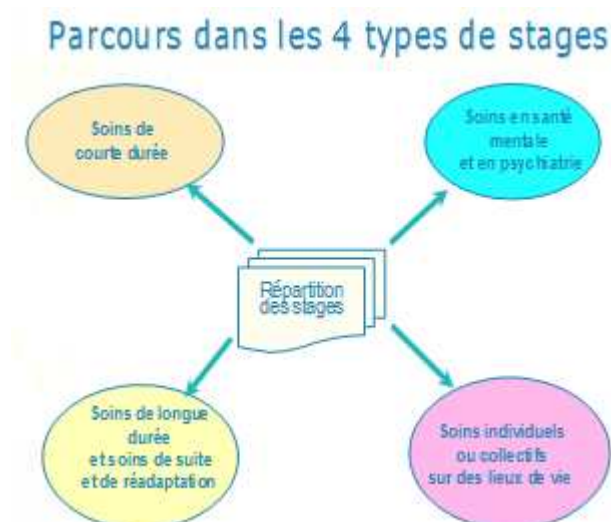 Parcours dans les 4 types de stages
Soins de
courte durée
Soins en santé
mentale
et en psychiatrie
Répartition
des stages
Soins de longue
durée
et soins de suite
et de réadaptation
Soins individuels
ou collectifs
sur des lieux de vie